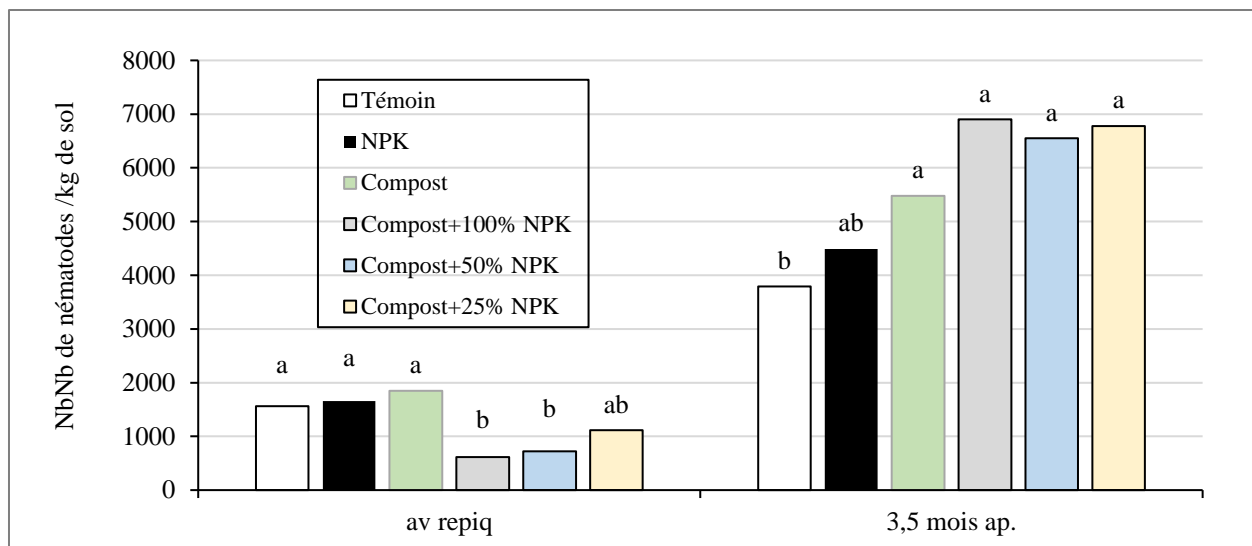 NbNb de nématodes /kg de sol
8000
7000
6000
5000
4000
3000
2000
1000
0
Témoin
NPK
Compost
Compost+100% NPK
Compost+50% NPK
Compost+25% NPK
a
a
a
b
b
ab
b
ab
a
a
a
a
av repiq
3,5 mois ap.